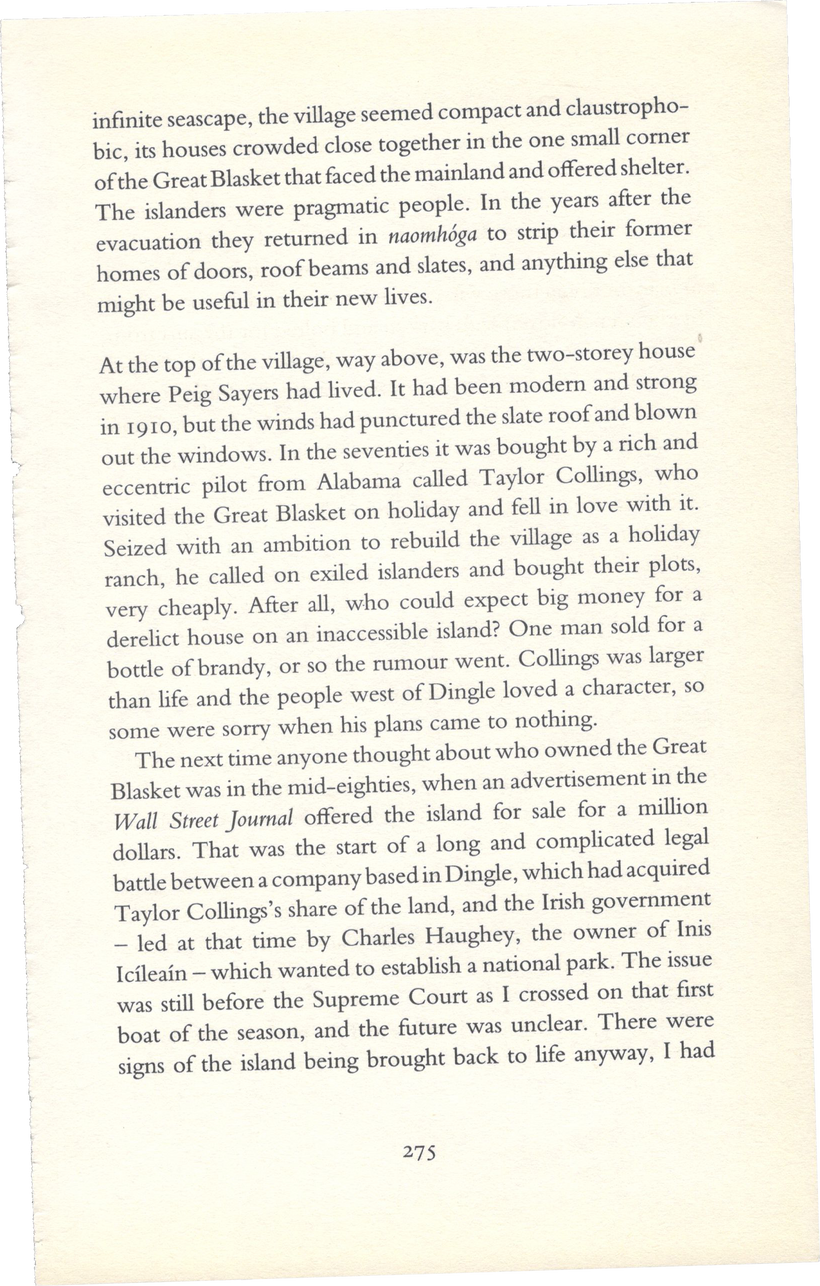 infinite seascape, the village seemed compact and claustropho-
bic, its houses crowded close together in the one small corner
of the Great Blasket that faced the mainland and offered shelter.
The islanders were pragmatic people. In the years after the
evacuation they returned in naomhóga to strip their former
homes of doors, roof beams and slates, and anything else that
might be useful in their new lives.
At the top of the village, way above, was the two-storey house
where Peig Sayers had lived. It had been modern and strong
in 1910, but the winds had punctured the slate roof and blown
out the windows. In the seventies it was bought by a rich and
eccentric pilot from Alabama called Taylor Collings, who
visited the Great Blasket on holiday and fell in love with it.
Seized with an ambition to rebuild the village as a holiday
ranch, he called on exiled islanders and bought their plots,
very cheaply. After all, who could expect big money for a
derelict house on an inaccessible island? One man sold for a
bottle of brandy, or so the rumour went. Collings was larger
than life and the people west of Dingle loved a character, so
some were sorry when his plans came to nothing.
The next time anyone thought about who owned the Great
Blasket was in the mid-eighties, when an advertisement in the
Wall Street Journal offered the island for sale for a million
dollars. That was the start of a long and complicated legal
battle between a company based in Dingle, which had acquired
Taylor Collings's share of the land, and the Irish government
– led at that time by Charles Haughey, the owner of Inis
Icíleaín – which wanted to establish a national park. The issue
was still before the Supreme Court as I crossed on that first
boat of the season, and the future was unclear. There were
signs of the island being brought back to life anyway, I had
275